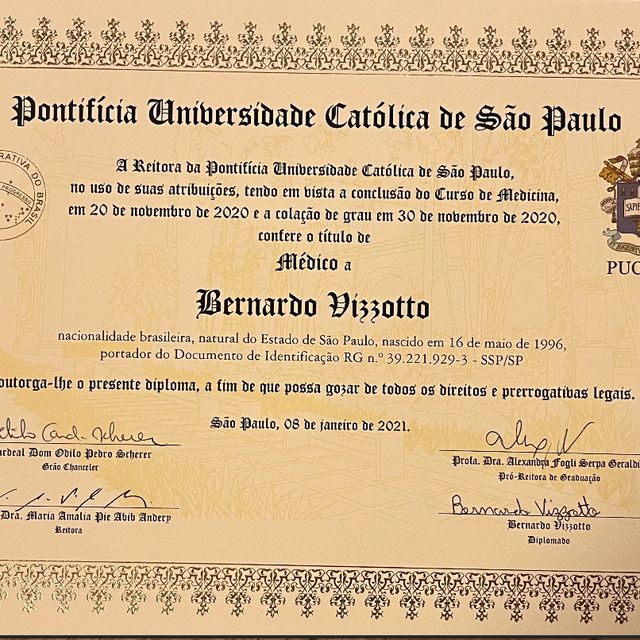 Pontifícia Universidade Católica de São Paulo
A Reitora da Pontifícia Universidade Católica de São Paulo,
no uso de suas atribuições, tendo em vista a conclusão do Curso de Medicina,
em 20 de novembro de 2020 e a colação de grau em 30 de novembro de 2020,
confere o título de
Médico a
Bernardo Vizzotto
nacionalidade brasileira, natural do Estado de São Paulo, nascido em 16 de maio de 1996,
portador do Documento de Identificação RG n.º 39.221.929-3 - SSP/SP
outorga-lhe o presente diploma, a fim de que possa gozar de todos os direitos e prerrogativas legais.
São Paulo, 08 de janeiro de 2021.
ardeal Dom Odilo Pedro Scherer
Grão Chanceler
Profa. Dra. Alexandra Fogli Serpa Geraldi
Pró-Reitora de Graduação
Dra. Maria Amalia Pie Abib Andery
Reitora
Bernardo Vizzotto
Bernardo Vizzotto
Diplomado
RATIVA DO BRASIL
SAPIE
PUC